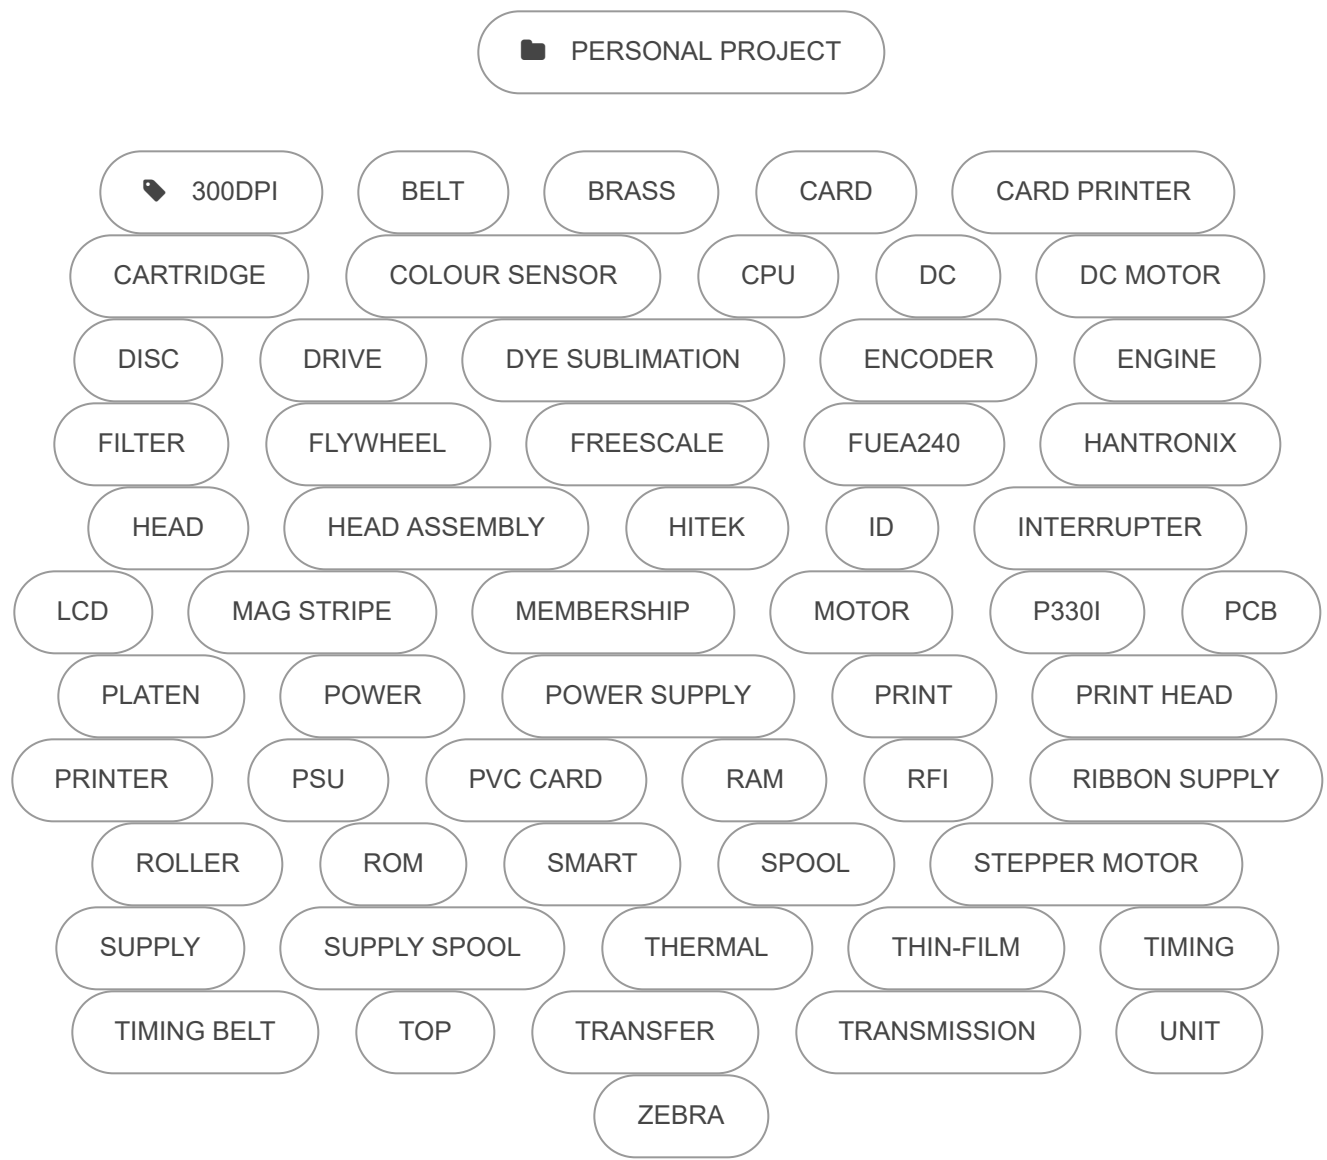 PERSONAL PROJECT
300DPI BELT BRASS CARD CARD PRINTER
CARTRIDGE COLOUR SENSOR CPU DC DC MOTOR
DISC DRIVE DYE SUBLIMATION ENCODER ENGINE
FILTER FLYWHEEL FREESCALE FUEA240 HANTRONIX
HEAD HEAD ASSEMBLY HITEK ID INTERRUPTER
LCD MAG STRIPE MEMBERSHIP MOTOR P330I PCB
PLATEN POWER POWER SUPPLY PRINT PRINT HEAD
PRINTER PSU PVC CARD RAM RFI RIBBON SUPPLY
ROLLER ROM SMART SPOOL STEPPER MOTOR
SUPPLY SUPPLY SPOOL THERMAL THIN-FILM TIMING
TIMING BELT TOP TRANSFER TRANSMISSION UNIT
ZEBRA